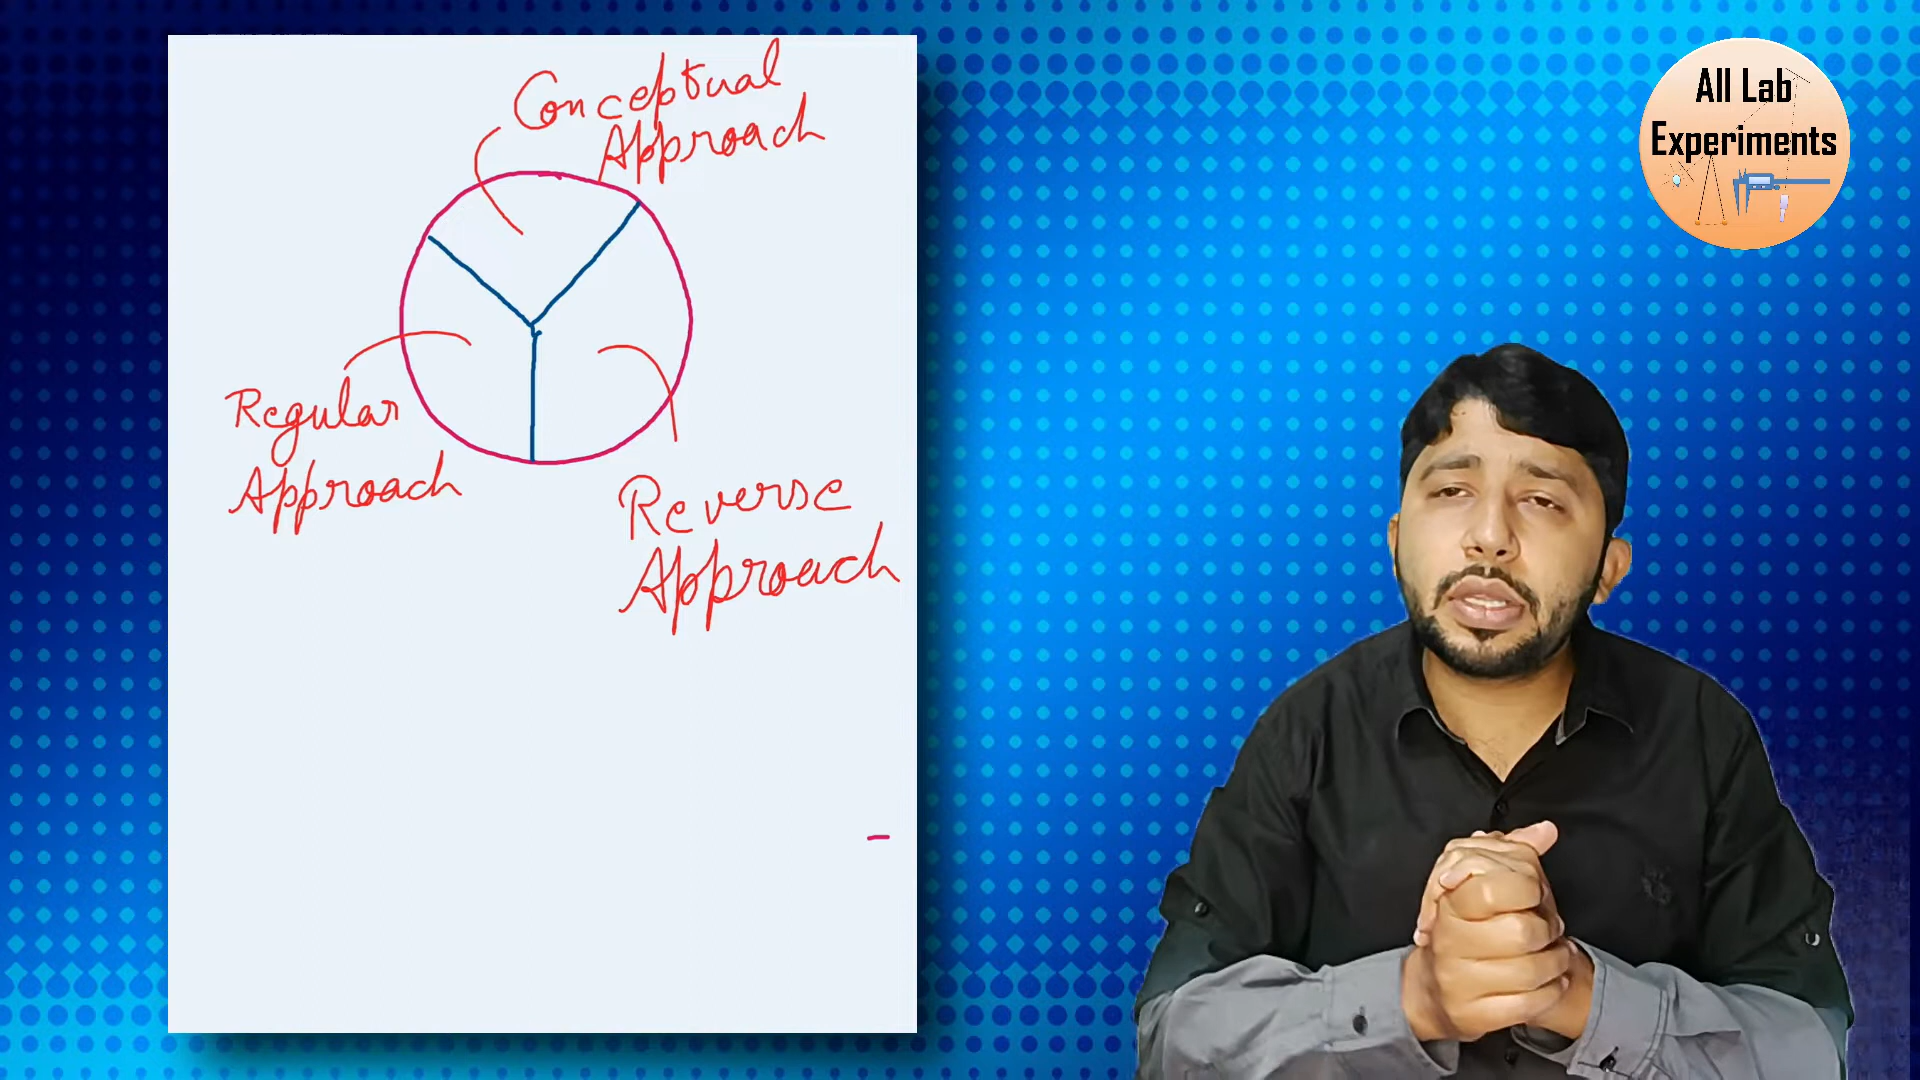 Conceptual
Approach
Regular
Approach
Reverse
Approach
All Lab
Experiments